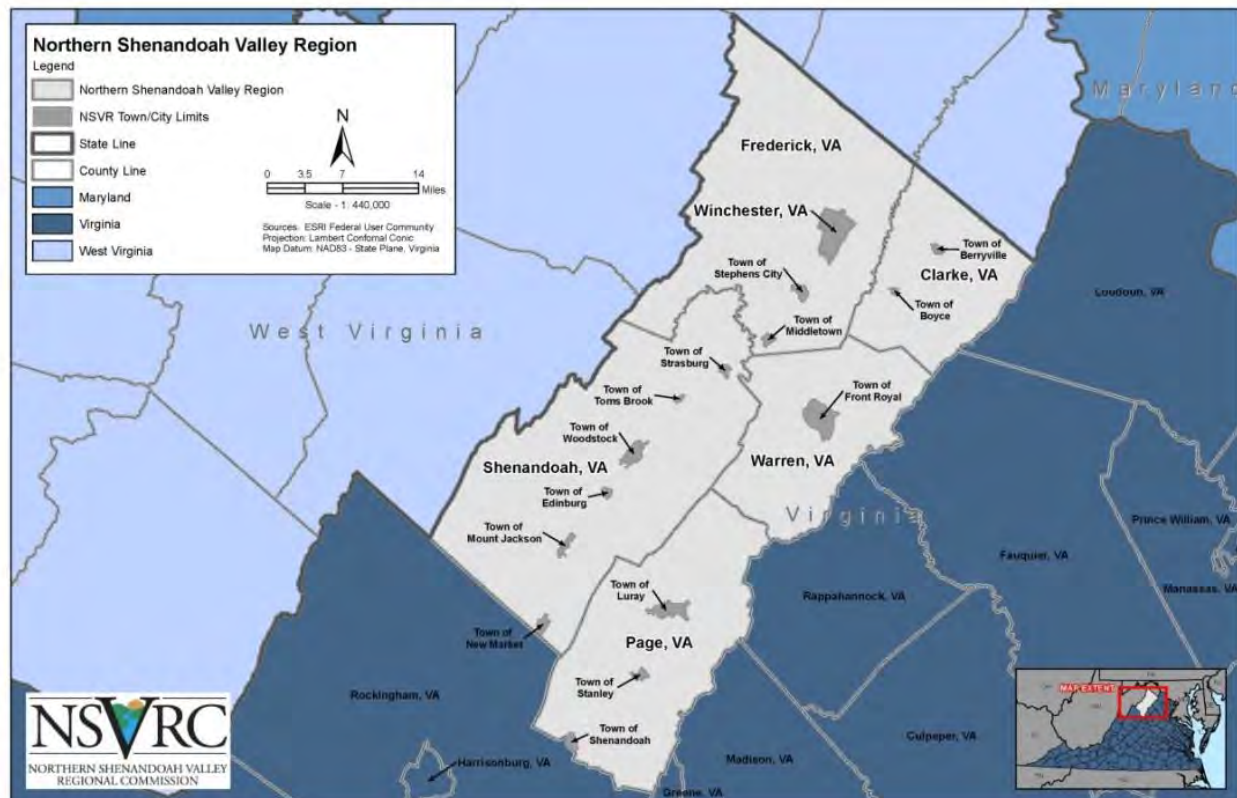 Northern Shenandoah Valley Region
Legend
Northern Shenandoah Valley Region
NSVR Town/City Limits
State Line
County Line
Maryland
Virginia
West Virginia
N
0 3.5 7 14
Miles
Scale - 1: 440,000
Sources: ESRI Federal User Community
Projection: Lambert Confornal Conic
Map Datum: NAD83 - State Plane, Virginia
Maryland
Frederick, VA
Winchester, VA
Town of
Berryville
Town of
Stephens City
Clarke, VA
Loudoun, VA
Town of
Boyce
West Virginia
Town of
Middletown
Town of
Strasburg
Town of
Toms Brook
Town of
Front Royal
Town of
Woodstock
Shenandoah, VA
Warren, VA
Town of
Edinburg
Virginia
Prince William, VA
Town of
Mount Jackson
Fauquier, VA
Manassas, VA
Town of
Luray
Rappahannock, VA
Town of
New Market
Page, VA
Town of
Stanley
Rockingham, VA
MAP EXTENT
Town of
Shenandoah
Culpeper, VA
Harrisonburg, VA
Madison, VA
Greene, VA
NSVRC
NORTHERN SHENANDOAH VALLEY
REGIONAL COMMISSION